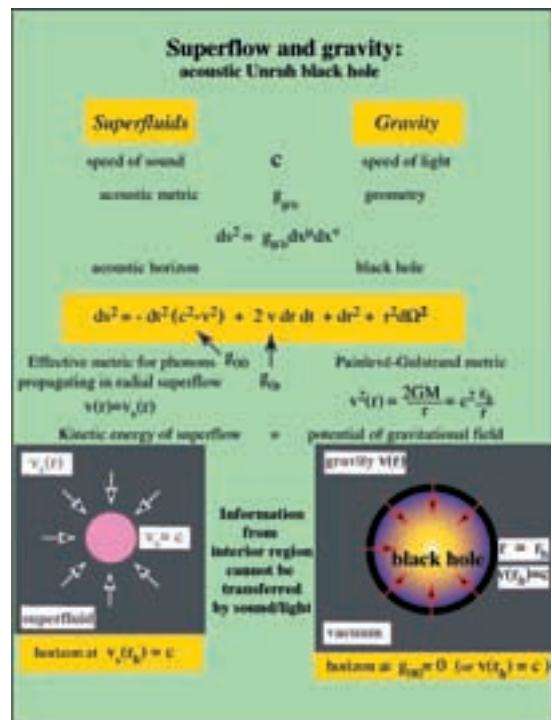 Superflow and gravity:
acoustic Unruh black hole
Superfluids Gravity
speed of sound c speed of light
acoustic metric gμν geometry
ds² = gμν dxμ dxν
acoustic horizon black hole
ds² = - dt² (c²-v²) + 2 v dr dt + dr² + r²dΩ²
Effective metric for phonons
propagating in radial superflow
v(r)=vs(r)
g00
g0r
Painlevé-Gulstrand metric
v²(r) = 2GM/r = c² rh/r
Kinetic energy of superflow = potential of gravitational field
vs(r)
vs = c
superfluid
horizon at vs(rh) = c
Information
from
interior region
cannot be
transferred
by sound/light
gravity v(r)
black hole
r = rh
v(rh)=c
vacuum
horizon at g00 = 0 (or v(rh) = c )